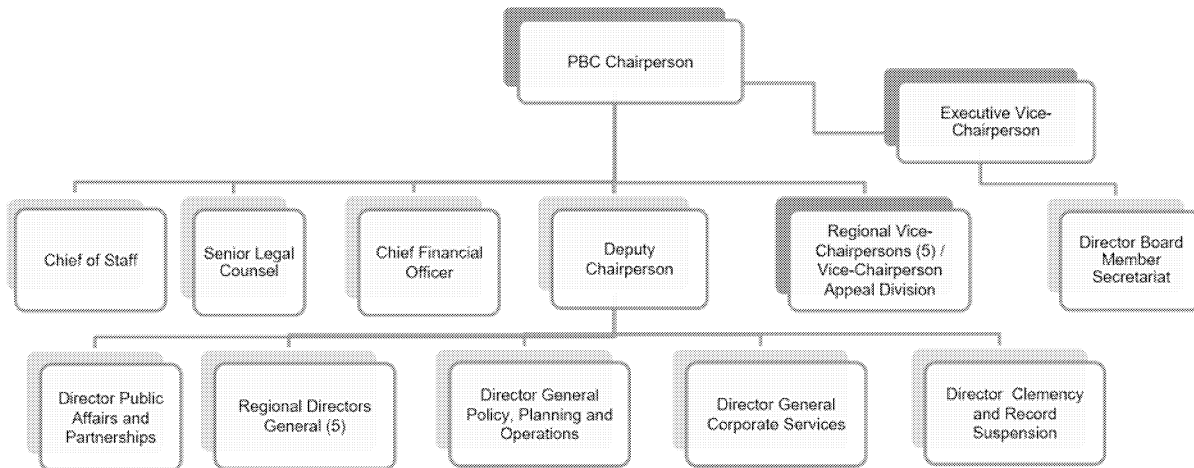 PBC Chairperson
Executive Vice-
Chairperson
Chief of Staff
Senior Legal
Counsel
Chief Financial
Officer
Deputy
Chairperson
Regional Vice-
Chairpersons (5) /
Vice-Chairperson
Appeal Division
Director Board
Member
Secretariat
Director Public
Affairs and
Partnerships
Regional Directors
General (5)
Director General
Policy, Planning and
Operations
Director General
Corporate Services
Director Clemency
and Record
Suspension